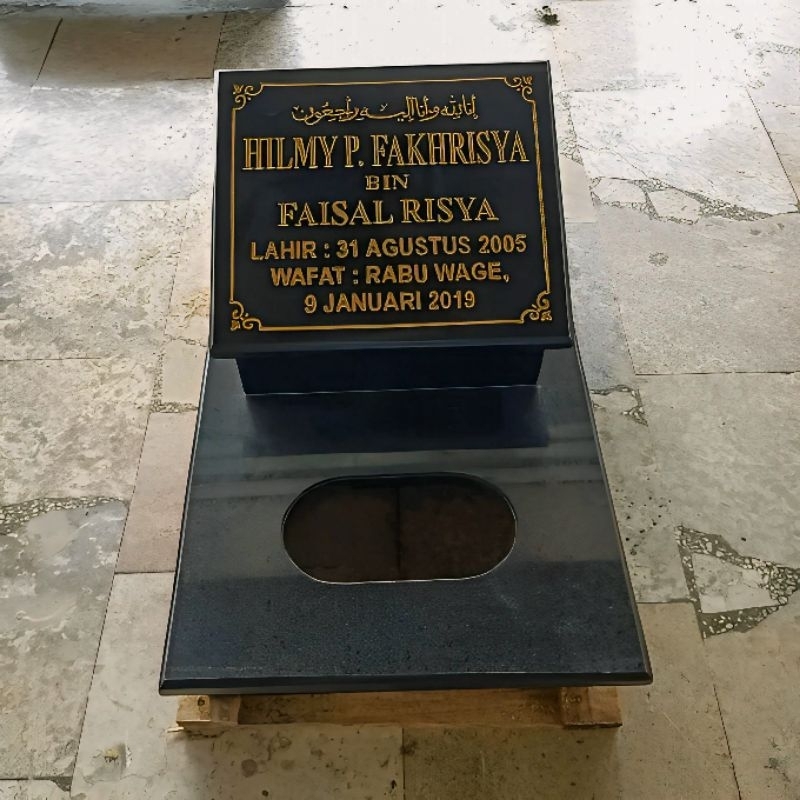 إنا لله وإنا إليه راجعون
HILMY P. FAKHRISYA
BIN
FAISAL RISYA
LAHIR : 31 AGUSTUS 2005
WAFAT : RABU WAGE,
9 JANUARI 2019